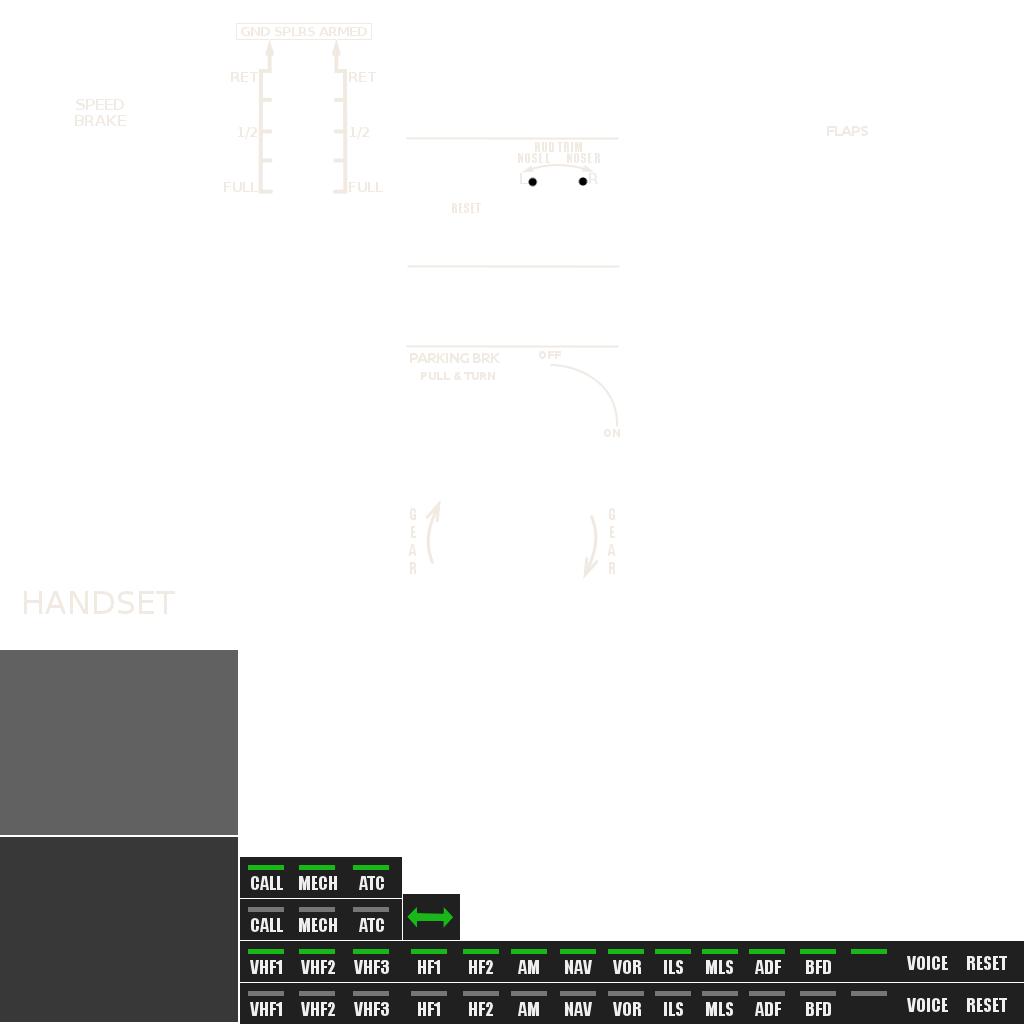 GND SPLRS ARMED
RET RET
SPEED
BRAKE
1/2 1/2
FLAPS
FULL FULL
RUD TRIM
NOSE L NOSE R
L R
RESET
PARKING BRK
OFF
PULL & TURN
ON
G G
E E
A A
R R
HANDSET
CALL MECH ATC
CALL MECH ATC
VHF1 VHF2 VHF3 HF1 HF2 AM NAV VOR ILS MLS ADF BFD VOICE RESET
VHF1 VHF2 VHF3 HF1 HF2 AM NAV VOR ILS MLS ADF BFD VOICE RESET